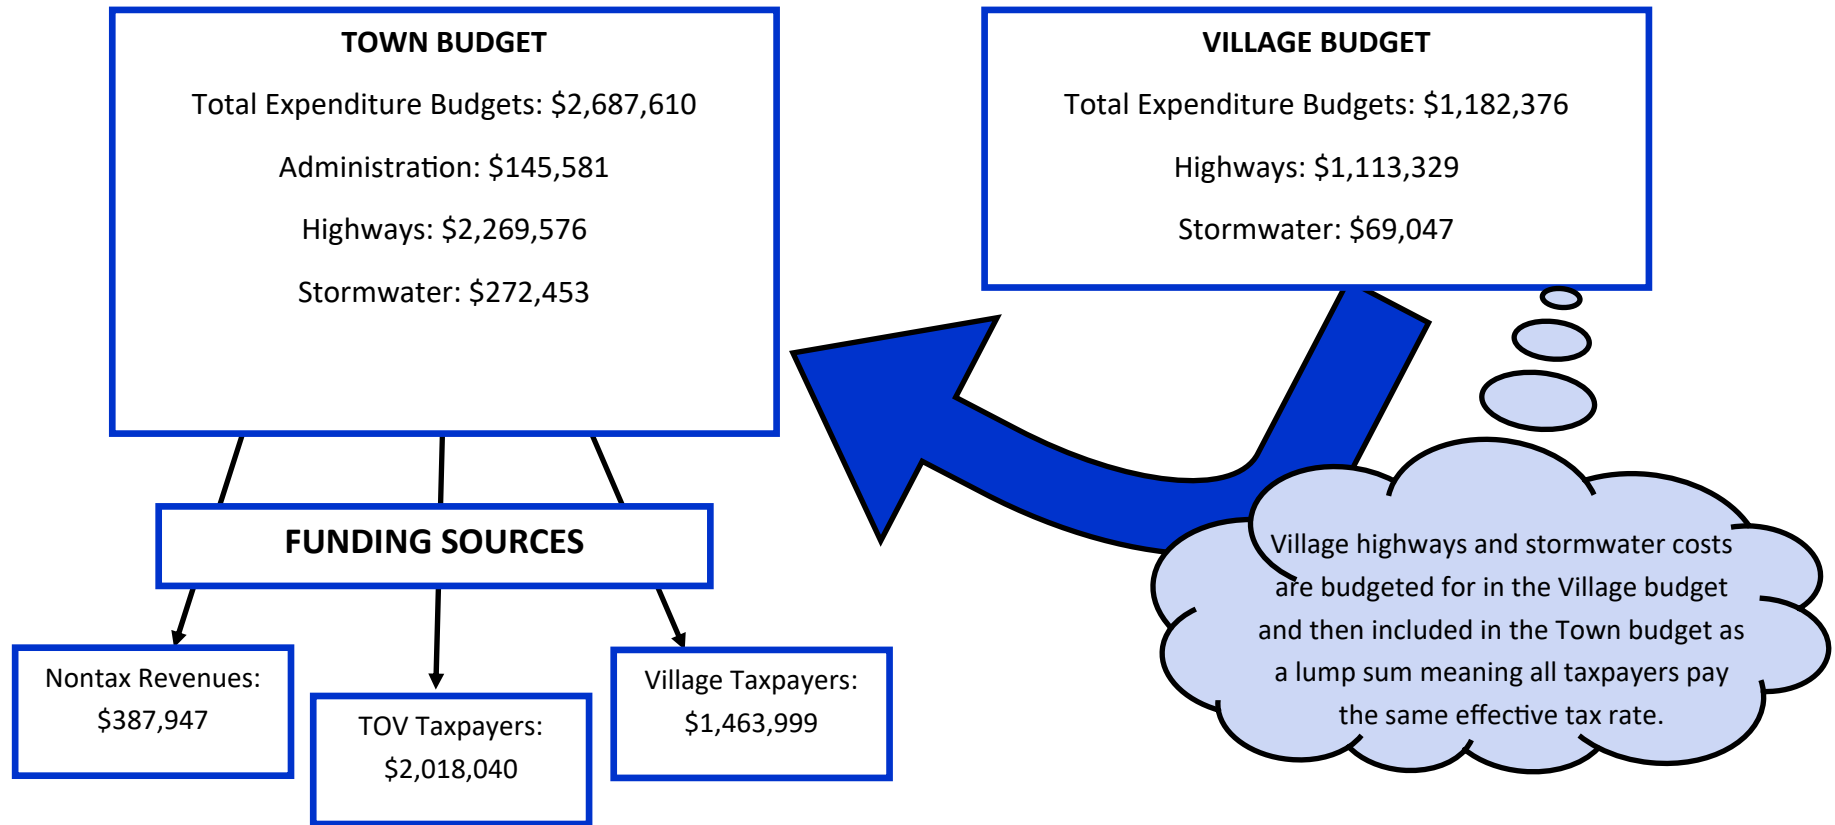 TOWN BUDGET
Total Expenditure Budgets: $2,687,610
Administration: $145,581
Highways: $2,269,576
Stormwater: $272,453
VILLAGE BUDGET
Total Expenditure Budgets: $1,182,376
Highways: $1,113,329
Stormwater: $69,047
FUNDING SOURCES
Nontax Revenues:
$387,947
TOV Taxpayers:
$2,018,040
Village Taxpayers:
$1,463,999
Village highways and stormwater costs
are budgeted for in the Village budget
and then included in the Town budget as
a lump sum meaning all taxpayers pay
the same effective tax rate.